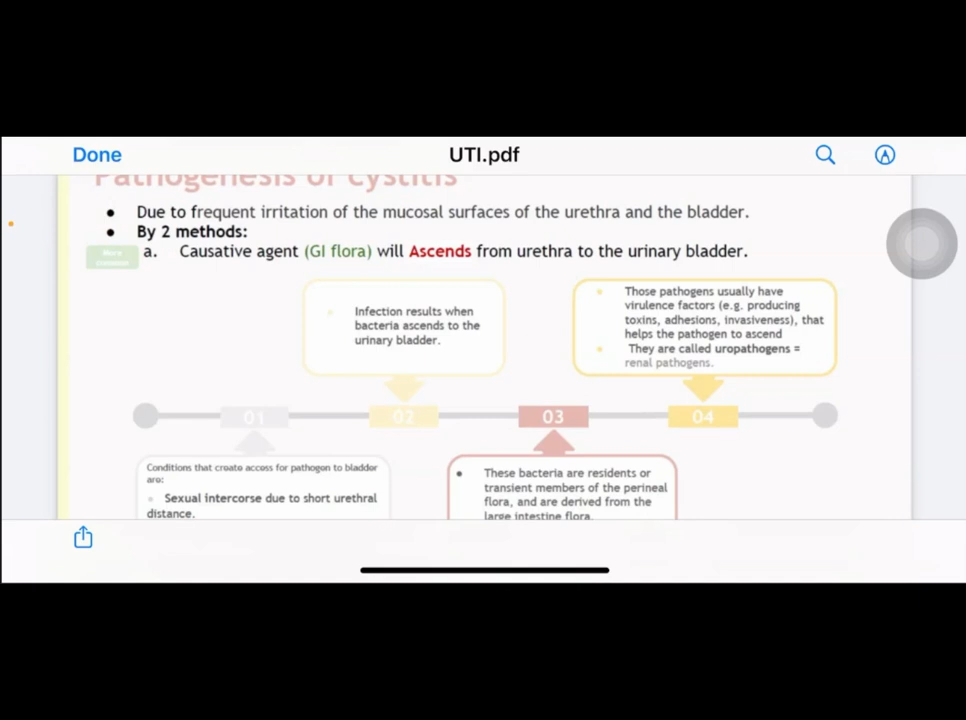 Done
UTI.pdf
Pathogenesis of cystitis
● Due to frequent irritation of the mucosal surfaces of the urethra and the bladder.
● By 2 methods:
More common
a. Causative agent (GI flora) will Ascends from urethra to the urinary bladder.
Infection results when
bacteria ascends to the
urinary bladder.
Those pathogens usually have
virulence factors (e.g. producing
toxins, adhesions, invasiveness), that
helps the pathogen to ascend
They are called uropathogens =
renal pathogens.
01
02
03
04
Conditions that create access for pathogen to bladder
are:
Sexual intercorse due to short urethral
distance.
● These bacteria are residents or
transient members of the perineal
flora, and are derived from the
large intestine flora.